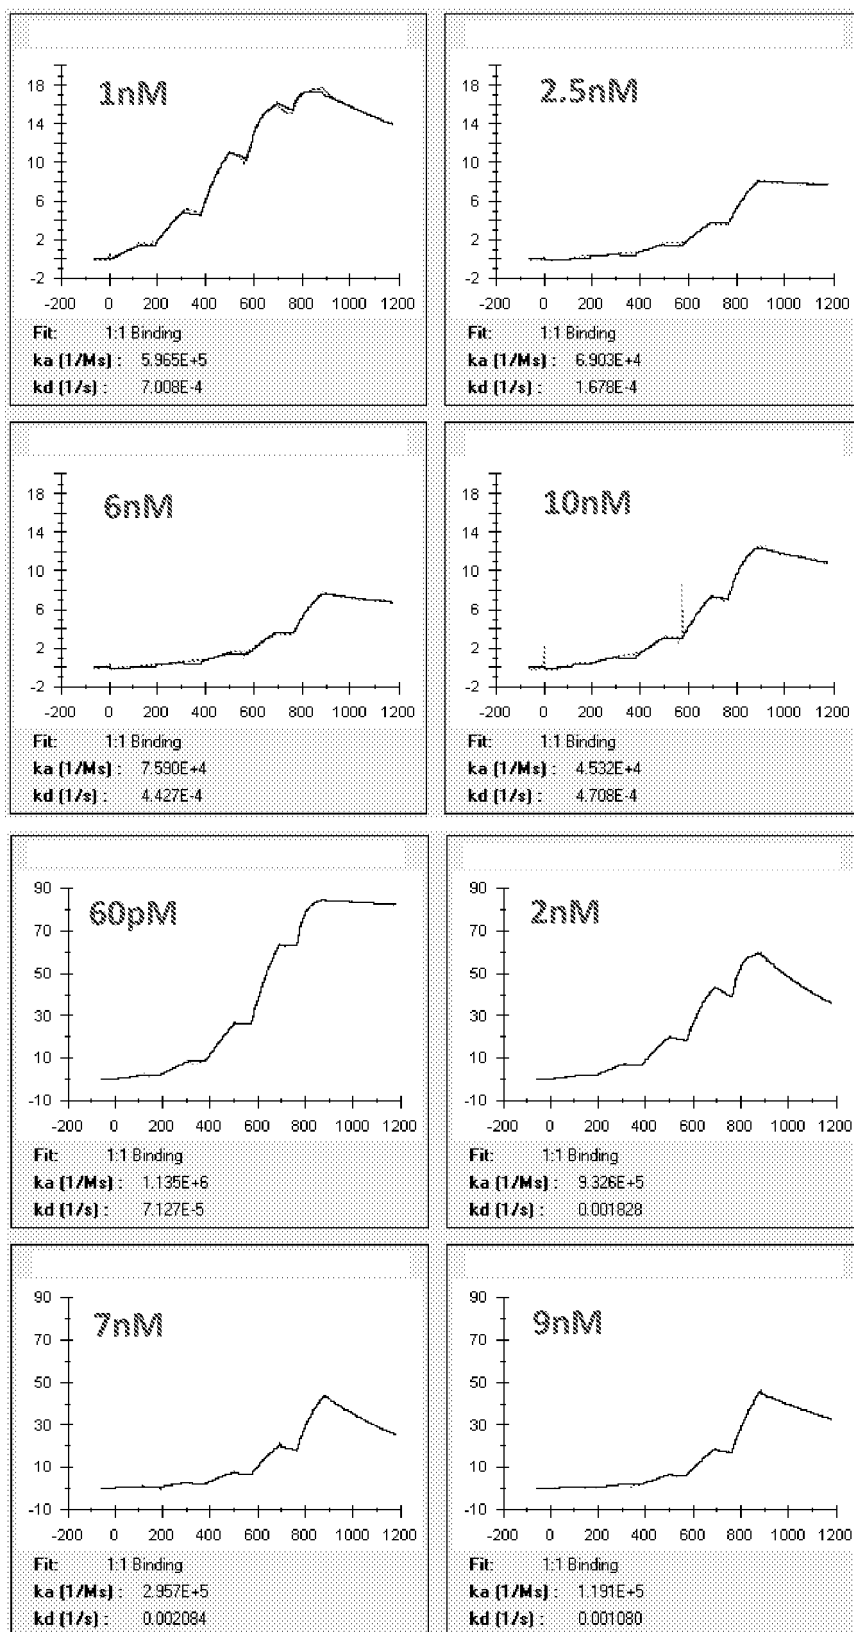 1nM
18
14
10
6
2
-2
-200 0 200 400 600 800 1000 1200
Fit: 1:1 Binding
ka (1/Ms) : 5.965E+5
kd (1/s) : 7.008E-4
2.5nM
18
14
10
6
2
-2
-200 0 200 400 600 800 1000 1200
Fit: 1:1 Binding
ka (1/Ms) : 6.903E+4
kd (1/s) : 1.678E-4
6nM
18
14
10
6
2
-2
-200 0 200 400 600 800 1000 1200
Fit: 1:1 Binding
ka (1/Ms) : 7.590E+4
kd (1/s) : 4.427E-4
10nM
18
14
10
6
2
-2
-200 0 200 400 600 800 1000 1200
Fit: 1:1 Binding
ka (1/Ms) : 4.532E+4
kd (1/s) : 4.708E-4
60pM
90
70
50
30
10
-10
-200 0 200 400 600 800 1000 1200
Fit: 1:1 Binding
ka (1/Ms) : 1.135E+6
kd (1/s) : 7.127E-5
2nM
90
70
50
30
10
-10
-200 0 200 400 600 800 1000 1200
Fit: 1:1 Binding
ka (1/Ms) : 9.326E+5
kd (1/s) : 0.001828
7nM
90
70
50
30
10
-10
-200 0 200 400 600 800 1000 1200
Fit: 1:1 Binding
ka (1/Ms) : 2.957E+5
kd (1/s) : 0.002084
9nM
90
70
50
30
10
-10
-200 0 200 400 600 800 1000 1200
Fit: 1:1 Binding
ka (1/Ms) : 1.191E+5
kd (1/s) : 0.001080